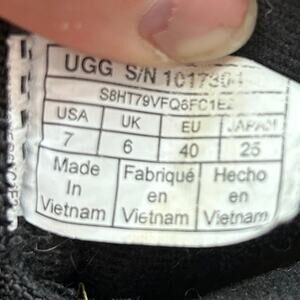 UGG S/N 1017304
S8HT79VFQ6FC1E2
USA UK EU JAPAN
7 6 40 25
Made Fabriqué Hecho
In en en
Vietnam Vietnam Vietnam